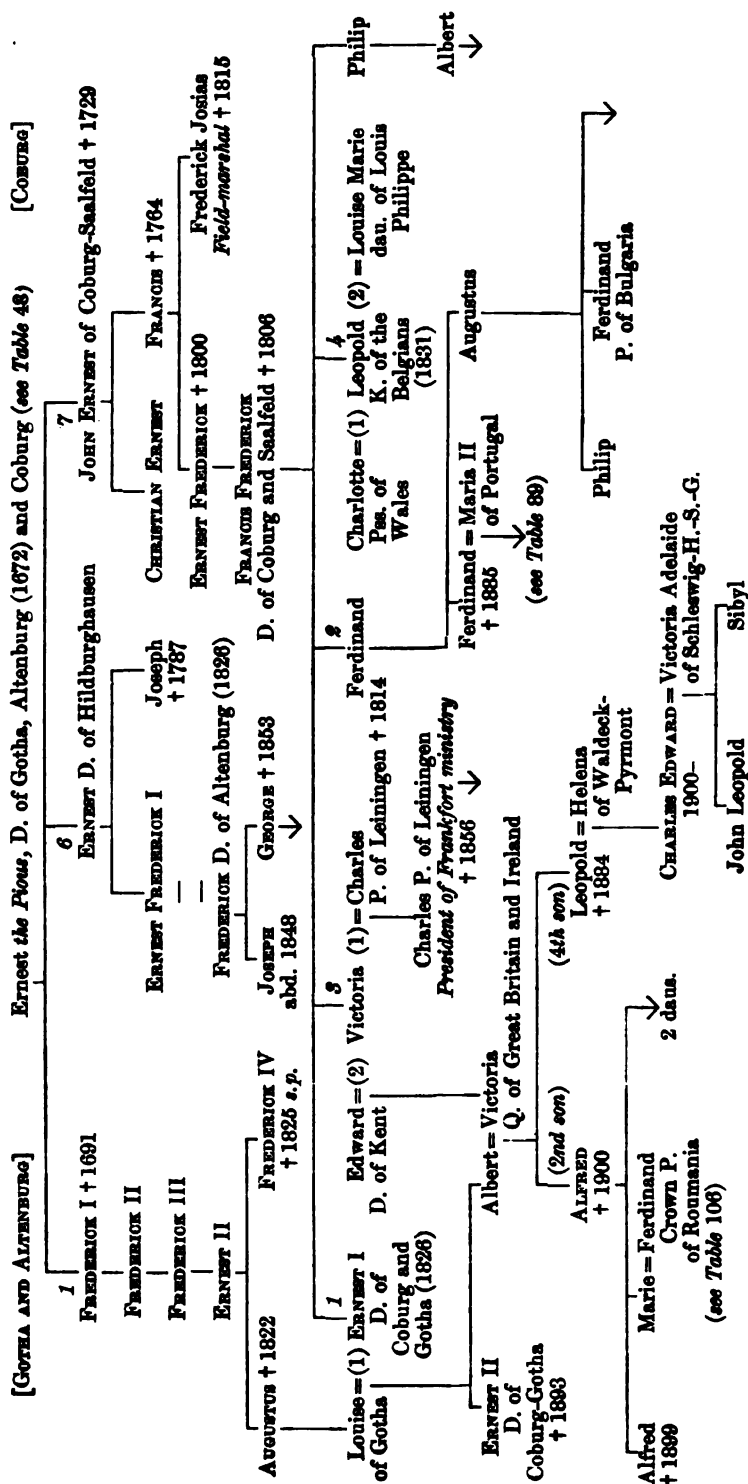 Ernest the Pious, D. of Gotha, Altenburg (1672) and Coburg (see Table 48)
[GOTHA AND ALTENBURG]
[COBURG]
1
FREDERICK I †1691
FREDERICK II
FREDERICK III
ERNEST II
AUGUSTUS † 1822
FREDERICK IV
† 1825 s.p.
6
ERNEST D. of Hildburghausen
ERNEST FREDERICK I
Joseph
† 1787
FREDERICK D. of Altenburg (1826)
JOSEPH
abd. 1848
GEORGE † 1853
7
JOHN ERNEST of Coburg-Saalfeld † 1729
CHRISTIAN ERNEST
FRANCIS † 1764
ERNEST FREDERICK † 1800
Frederick Josias
Field-marshal † 1815
FRANCIS FREDERICK
D. of Coburg and Saalfeld † 1806
Louise=(1) ERNEST I
of Gotha
1
D. of
Coburg and
Gotha (1826)
Edward=(2) Victoria (1)=Charles
D. of Kent
3
P. of Leiningen † 1814
Charles P. of Leiningen
President of Frankfort ministry
† 1856
2
Ferdinand
Charlotte=(1) Leopold (2)=Louise Marie
Pss. of
Wales
4
K. of the
Belgians
(1831)
dau. of Louis
Philippe
Philip
Albert
ERNEST II
D. of
Coburg-Gotha
† 1893
Albert=Victoria
Q. of Great Britain and Ireland
Ferdinand=Maria II
† 1885
of Portugal
(see Table 89)
Augustus
(2nd son)
ALFRED
† 1900
(4th son)
Leopold=Helena
† 1884
of Waldeck-
Pyrmont
Philip
Ferdinand
P. of Bulgaria
Alfred
† 1899
Marie=Ferdinand
Crown P.
of Roumania
(see Table 106)
2 daus.
CHARLES EDWARD=Victoria Adelaide
1900–
of Schleswig-H.-S.-G.
John Leopold
Sibyl